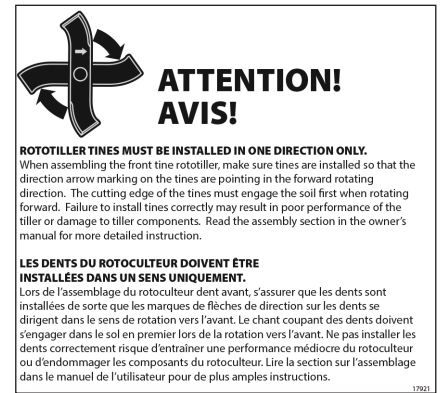 ATTENTION!
AVIS!
ROTOTILLER TINES MUST BE INSTALLED IN ONE DIRECTION ONLY.
When assembling the front tine rototiller, make sure tines are installed so that the
direction arrow marking on the tines are pointing in the forward rotating
direction.  The cutting edge of the tines must engage the soil first when rotating
forward.  Failure to install tines correctly may result in poor performance of the
tiller or damage to tiller components.  Read the assembly section in the owner's
manual for more detailed instruction.
LES DENTS DU ROTOCULTEUR DOIVENT ÊTRE
INSTALLÉES DANS UN SENS UNIQUEMENT.
Lors de l'assemblage du rotoculteur dent avant, s'assurer que les dents sont
installées de sorte que les marques de flèches de direction sur les dents se
dirigent dans le sens de rotation vers l'avant. Le chant coupant des dents doivent
s'engager dans le sol en premier lors de la rotation vers l'avant. Ne pas installer les
dents correctement risque d'entraîner une performance médiocre du rotoculteur
ou d'endommager les composants du rotoculteur. Lire la section sur l'assemblage
dans le manuel de l'utilisateur pour de plus amples instructions.
17921